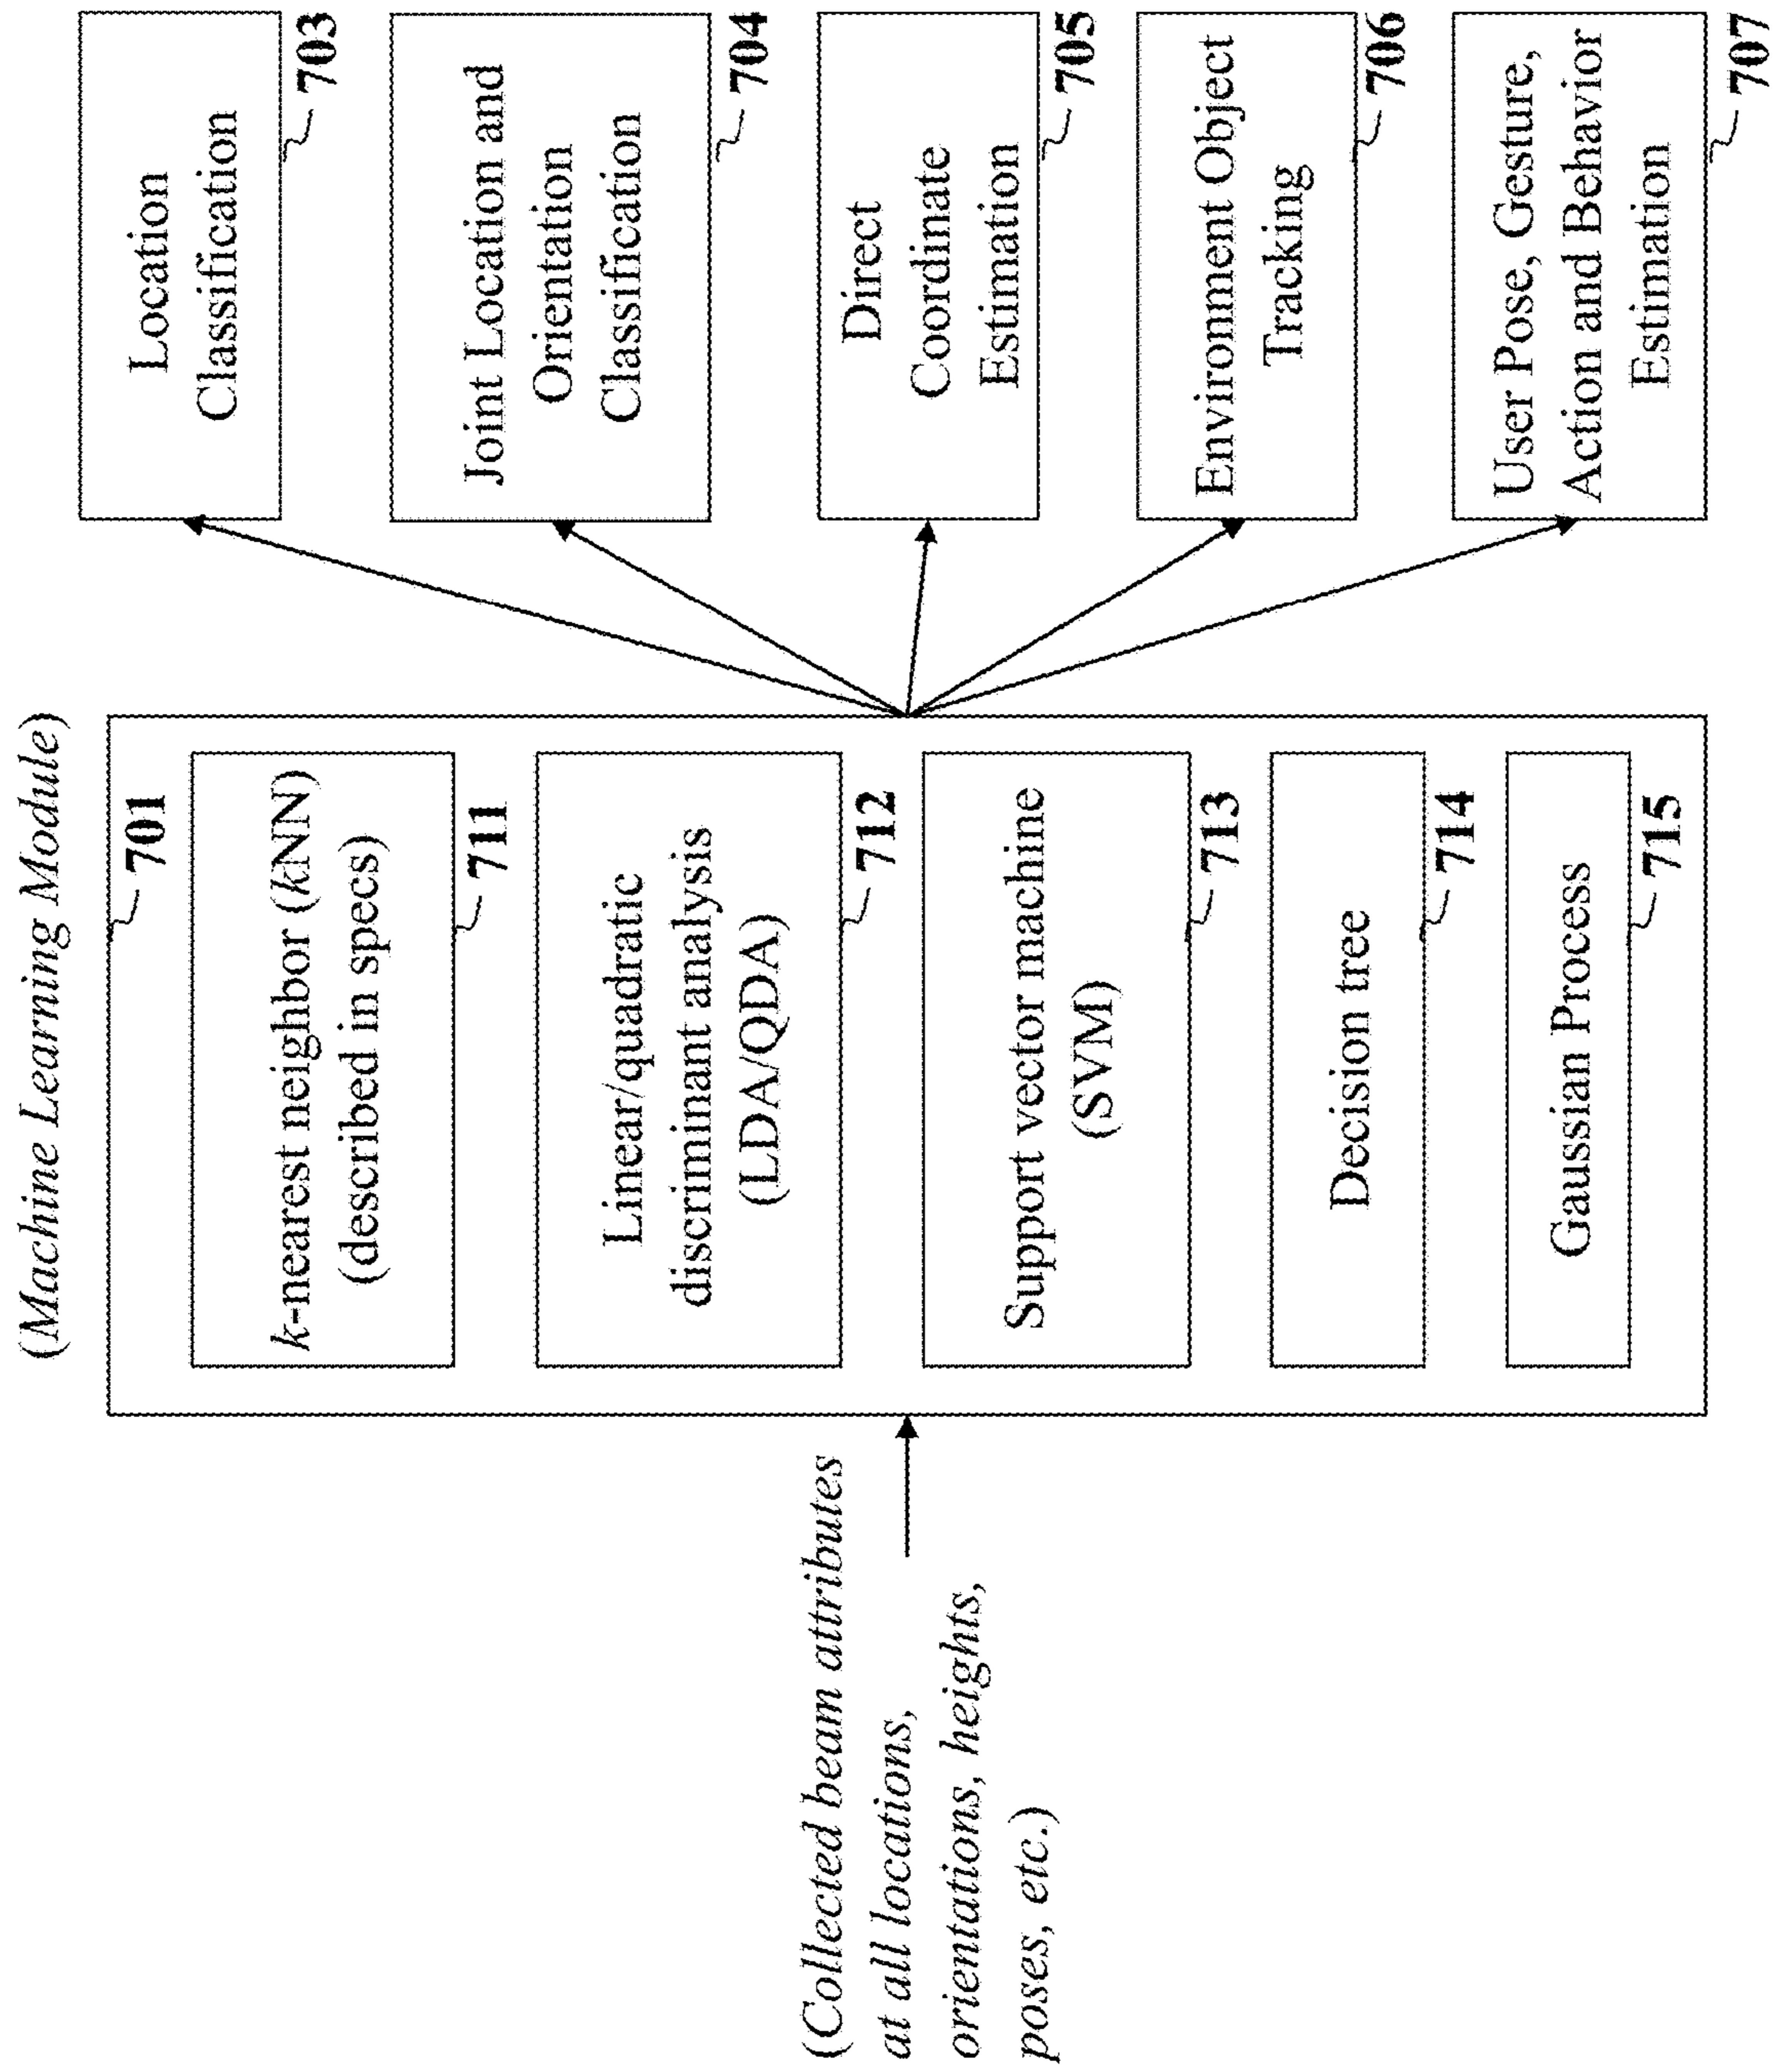 (Collected beam attributes
at all locations,
orientations, heights,
poses, etc.)
(Machine Learning Module)
701
k-nearest neighbor (kNN)
(described in specs)
711
Linear/quadratic
discriminant analysis
(LDA/QDA)
712
Support vector machine
(SVM)
713
Decision tree
714
Gaussian Process
715
Location
Classification
703
Joint Location and
Orientation
Classification
704
Direct
Coordinate
Estimation
705
Environment Object
Tracking
706
User Pose, Gesture,
Action and Behavior
Estimation
707